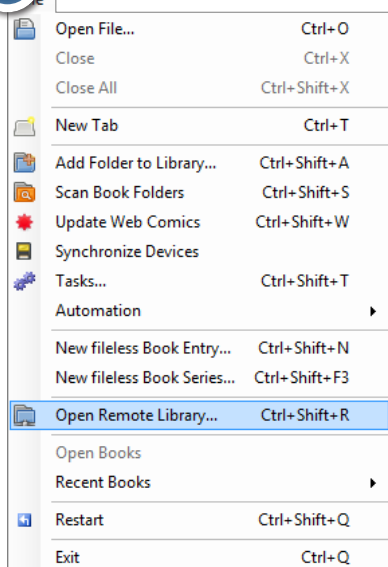 Open File... Ctrl+O
Close Ctrl+X
Close All Ctrl+Shift+X
New Tab Ctrl+T
Add Folder to Library... Ctrl+Shift+A
Scan Book Folders Ctrl+Shift+S
Update Web Comics Ctrl+Shift+W
Synchronize Devices
Tasks... Ctrl+Shift+T
Automation
New fileless Book Entry... Ctrl+Shift+N
New fileless Book Series... Ctrl+Shift+F3
Open Remote Library... Ctrl+Shift+R
Open Books
Recent Books
Restart Ctrl+Shift+Q
Exit Ctrl+Q